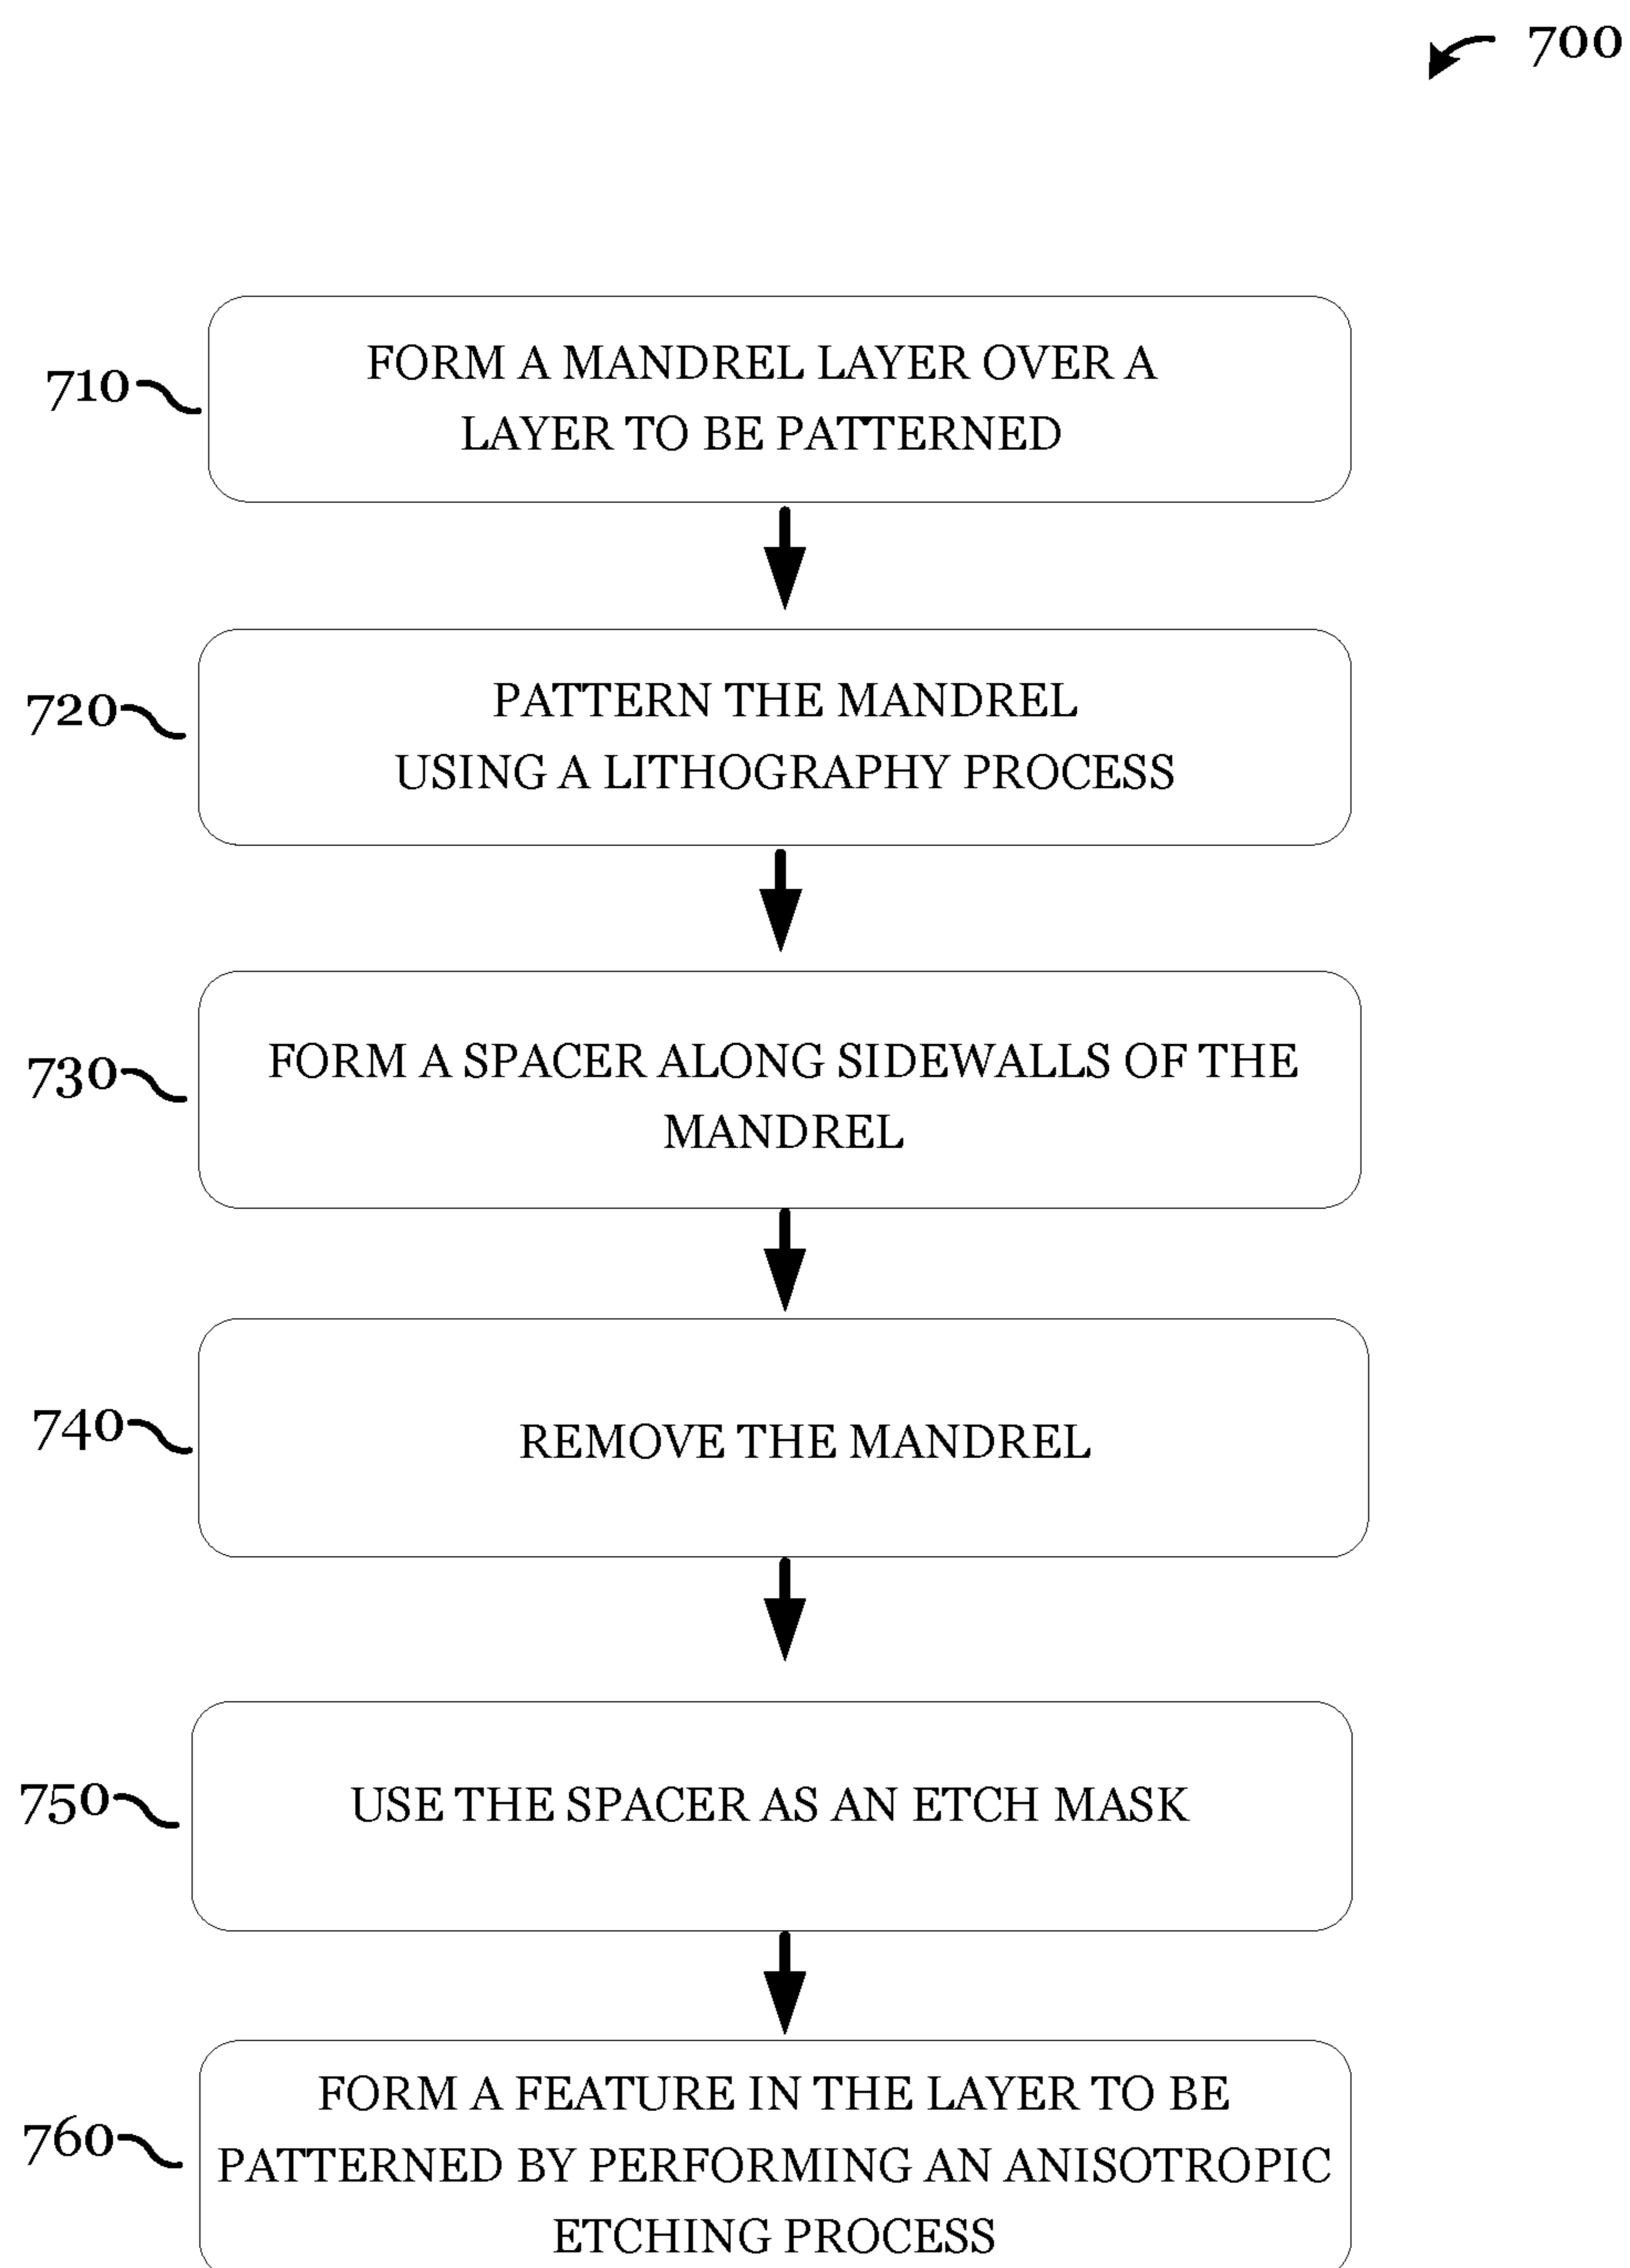 700
710
FORM A MANDREL LAYER OVER A
LAYER TO BE PATTERNED
720
PATTERN THE MANDREL
USING A LITHOGRAPHY PROCESS
730
FORM A SPACER ALONG SIDEWALLS OF THE
MANDREL
740
REMOVE THE MANDREL
750
USE THE SPACER AS AN ETCH MASK
760
FORM A FEATURE IN THE LAYER TO BE
PATTERNED BY PERFORMING AN ANISOTROPIC
ETCHING PROCESS